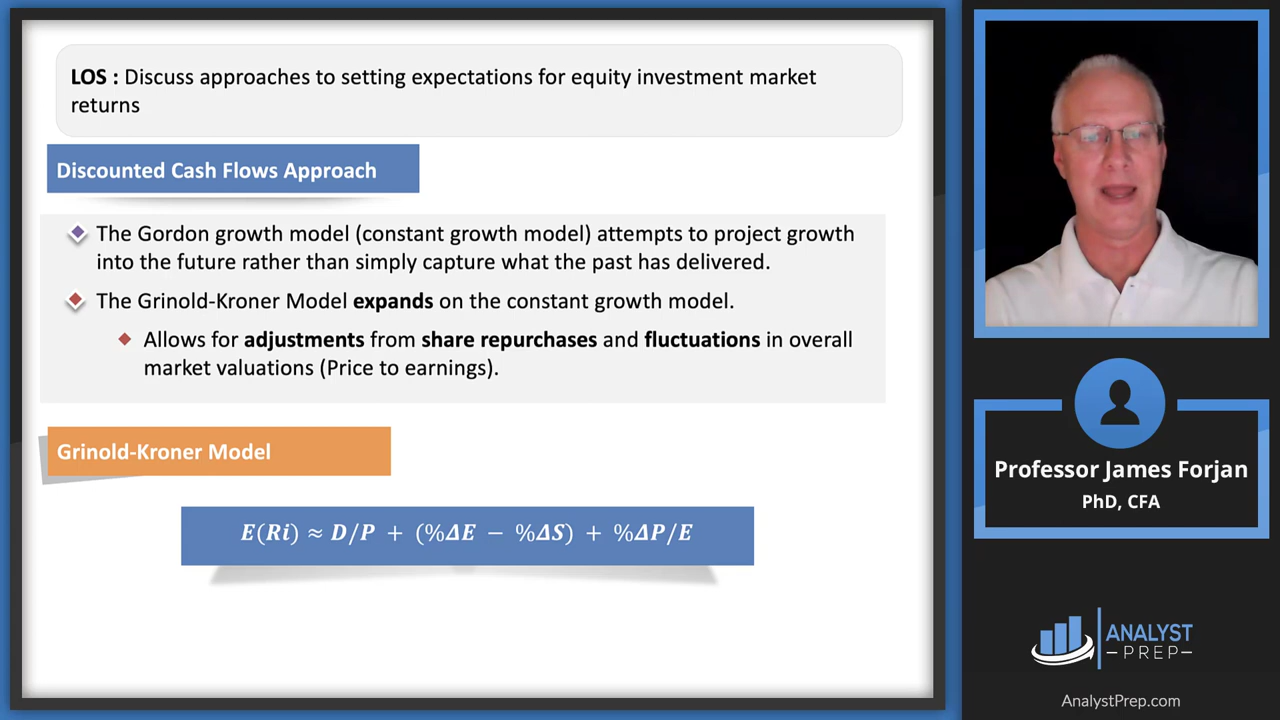 LOS : Discuss approaches to setting expectations for equity investment market
returns
Discounted Cash Flows Approach
The Gordon growth model (constant growth model) attempts to project growth
into the future rather than simply capture what the past has delivered.
The Grinold-Kroner Model expands on the constant growth model.
Allows for adjustments from share repurchases and fluctuations in overall
market valuations (Price to earnings).
Grinold-Kroner Model
E(Ri) ≈ D/P + (%ΔE − %ΔS) + %ΔP/E
Professor James Forjan
PhD, CFA
ANALYST
–PREP–
AnalystPrep.com